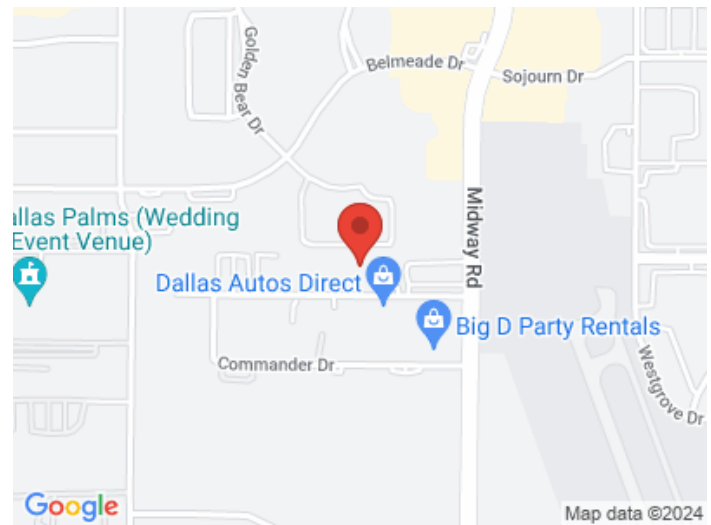 Golden Bear Dr
Belmeade Dr
Sojourn Dr
allas Palms (Wedding
Event Venue)
Midway Rd
Dallas Autos Direct
Big D Party Rentals
Commander Dr
Westgrove Dr
Google
Map data ©2024